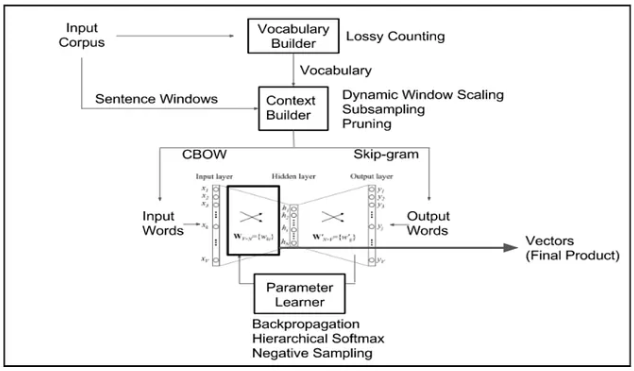 Input
Corpus
Vocabulary
Builder
Lossy Counting
Vocabulary
Sentence Windows
Context
Builder
Dynamic Window Scaling
Subsampling
Pruning
CBOW
Skip-gram
Input layer
Hidden layer
Output layer
Input
Words
Output
Words
Vectors
(Final Product)
Parameter
Learner
Backpropagation
Hierarchical Softmax
Negative Sampling